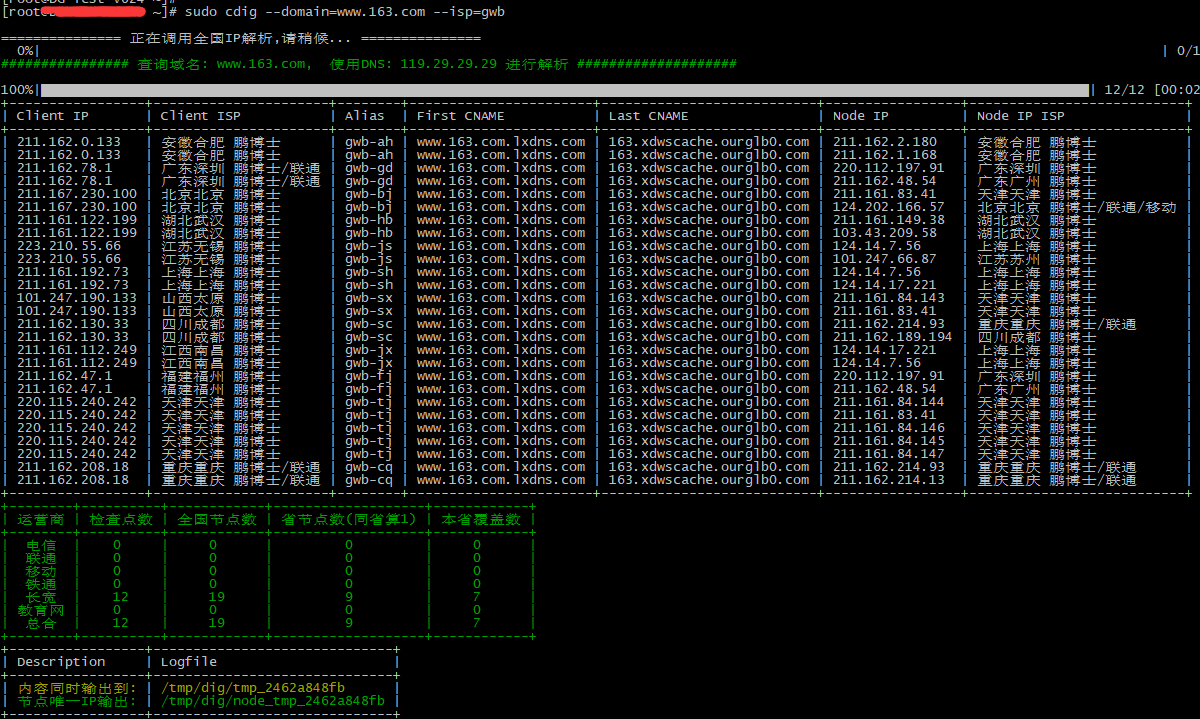 [root@ ~]# sudo cdig --domain=www.163.com --isp=gwb
=============== 正在调用全国IP解析,请稍候... ===============
0%| | 0/1
################ 查询域名: www.163.com, 使用DNS: 119.29.29.29 进行解析 ####################
100%| | 12/12 [00:02
| Client IP | Client ISP | Alias | First CNAME | Last CNAME | Node IP | Node IP ISP |
| 211.162.0.133 | 安徽合肥 鹏博士 | gwb-ah | www.163.com.lxdns.com | 163.xdwscache.ourglb0.com | 211.162.2.180 | 安徽合肥 鹏博士 |
| 211.162.0.133 | 安徽合肥 鹏博士 | gwb-ah | www.163.com.lxdns.com | 163.xdwscache.ourglb0.com | 211.162.1.168 | 安徽合肥 鹏博士 |
| 211.162.78.1 | 广东深圳 鹏博士/联通 | gwb-gd | www.163.com.lxdns.com | 163.xdwscache.ourglb0.com | 220.112.197.91 | 广东深圳 鹏博士 |
| 211.162.78.1 | 广东深圳 鹏博士/联通 | gwb-gd | www.163.com.lxdns.com | 163.xdwscache.ourglb0.com | 211.162.48.54 | 广东广州 鹏博士 |
| 211.167.230.100 | 北京北京 鹏博士 | gwb-bj | www.163.com.lxdns.com | 163.xdwscache.ourglb0.com | 211.161.83.41 | 天津天津 鹏博士 |
| 211.167.230.100 | 北京北京 鹏博士 | gwb-bj | www.163.com.lxdns.com | 163.xdwscache.ourglb0.com | 124.202.166.57 | 北京北京 鹏博士/联通/移动 |
| 211.161.122.199 | 湖北武汉 鹏博士 | gwb-hb | www.163.com.lxdns.com | 163.xdwscache.ourglb0.com | 211.161.149.38 | 湖北武汉 鹏博士 |
| 211.161.122.199 | 湖北武汉 鹏博士 | gwb-hb | www.163.com.lxdns.com | 163.xdwscache.ourglb0.com | 103.43.209.58 | 湖北武汉 鹏博士 |
| 223.210.55.66 | 江苏无锡 鹏博士 | gwb-js | www.163.com.lxdns.com | 163.xdwscache.ourglb0.com | 124.14.7.56 | 上海上海 鹏博士 |
| 223.210.55.66 | 江苏无锡 鹏博士 | gwb-js | www.163.com.lxdns.com | 163.xdwscache.ourglb0.com | 101.247.66.87 | 江苏苏州 鹏博士 |
| 211.161.192.73 | 上海上海 鹏博士 | gwb-sh | www.163.com.lxdns.com | 163.xdwscache.ourglb0.com | 124.14.7.56 | 上海上海 鹏博士 |
| 211.161.192.73 | 上海上海 鹏博士 | gwb-sh | www.163.com.lxdns.com | 163.xdwscache.ourglb0.com | 124.14.17.221 | 上海上海 鹏博士 |
| 101.247.190.133 | 山西太原 鹏博士 | gwb-sx | www.163.com.lxdns.com | 163.xdwscache.ourglb0.com | 211.161.84.143 | 天津天津 鹏博士 |
| 101.247.190.133 | 山西太原 鹏博士 | gwb-sx | www.163.com.lxdns.com | 163.xdwscache.ourglb0.com | 211.161.83.41 | 天津天津 鹏博士 |
| 211.162.130.33 | 四川成都 鹏博士 | gwb-sc | www.163.com.lxdns.com | 163.xdwscache.ourglb0.com | 211.162.214.93 | 重庆重庆 鹏博士/联通 |
| 211.162.130.33 | 四川成都 鹏博士 | gwb-sc | www.163.com.lxdns.com | 163.xdwscache.ourglb0.com | 211.162.189.194 | 四川成都 鹏博士 |
| 211.161.112.249 | 江西南昌 鹏博士 | gwb-jx | www.163.com.lxdns.com | 163.xdwscache.ourglb0.com | 124.14.17.221 | 上海上海 鹏博士 |
| 211.161.112.249 | 江西南昌 鹏博士 | gwb-jx | www.163.com.lxdns.com | 163.xdwscache.ourglb0.com | 124.14.7.56 | 上海上海 鹏博士 |
| 211.162.47.1 | 福建福州 鹏博士 | gwb-fj | www.163.com.lxdns.com | 163.xdwscache.ourglb0.com | 220.112.197.91 | 广东深圳 鹏博士 |
| 211.162.47.1 | 福建福州 鹏博士 | gwb-fj | www.163.com.lxdns.com | 163.xdwscache.ourglb0.com | 211.162.48.54 | 广东广州 鹏博士 |
| 220.115.240.242 | 天津天津 鹏博士 | gwb-tj | www.163.com.lxdns.com | 163.xdwscache.ourglb0.com | 211.161.84.144 | 天津天津 鹏博士 |
| 220.115.240.242 | 天津天津 鹏博士 | gwb-tj | www.163.com.lxdns.com | 163.xdwscache.ourglb0.com | 211.161.83.41 | 天津天津 鹏博士 |
| 220.115.240.242 | 天津天津 鹏博士 | gwb-tj | www.163.com.lxdns.com | 163.xdwscache.ourglb0.com | 211.161.84.146 | 天津天津 鹏博士 |
| 220.115.240.242 | 天津天津 鹏博士 | gwb-tj | www.163.com.lxdns.com | 163.xdwscache.ourglb0.com | 211.161.84.145 | 天津天津 鹏博士 |
| 220.115.240.242 | 天津天津 鹏博士 | gwb-tj | www.163.com.lxdns.com | 163.xdwscache.ourglb0.com | 211.161.84.147 | 天津天津 鹏博士 |
| 211.162.208.18 | 重庆重庆 鹏博士/联通 | gwb-cq | www.163.com.lxdns.com | 163.xdwscache.ourglb0.com | 211.162.214.93 | 重庆重庆 鹏博士/联通 |
| 211.162.208.18 | 重庆重庆 鹏博士/联通 | gwb-cq | www.163.com.lxdns.com | 163.xdwscache.ourglb0.com | 211.162.214.13 | 重庆重庆 鹏博士/联通 |
| 运营商 | 检查点数 | 全国节点数 | 省节点数(同省算1) | 本省覆盖数 |
| 电信 | 0 | 0 | 0 | 0 |
| 联通 | 0 | 0 | 0 | 0 |
| 移动 | 0 | 0 | 0 | 0 |
| 铁通 | 0 | 0 | 0 | 0 |
| 长宽 | 12 | 19 | 9 | 7 |
| 教育网 | 0 | 0 | 0 | 0 |
| 总合 | 12 | 19 | 9 | 7 |
| Description | Logfile |
| 内容同时输出到: | /tmp/dig/tmp_2462a848fb |
| 节点唯一IP输出: | /tmp/dig/node_tmp_2462a848fb |